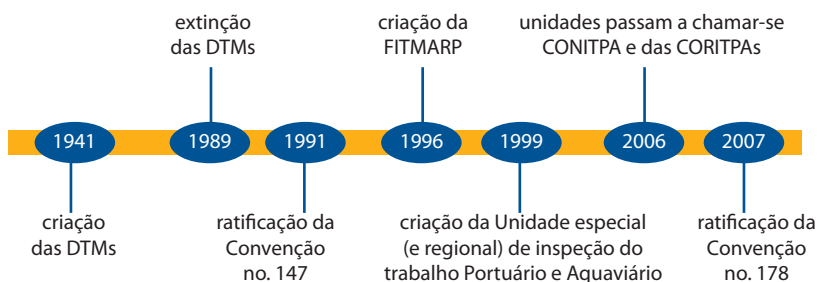 extinção
das DTMs
criação da
FITMARP
unidades passam a chamar-se
CONITPA e das CORITPAs
1941
1989
1991
1996
1999
2006
2007
criação
das DTMs
ratificação da
Convenção
no. 147
criação da Unidade especial
(e regional) de inspeção do
trabalho Portuário e Aquaviário
ratificação da
Convenção
no. 178